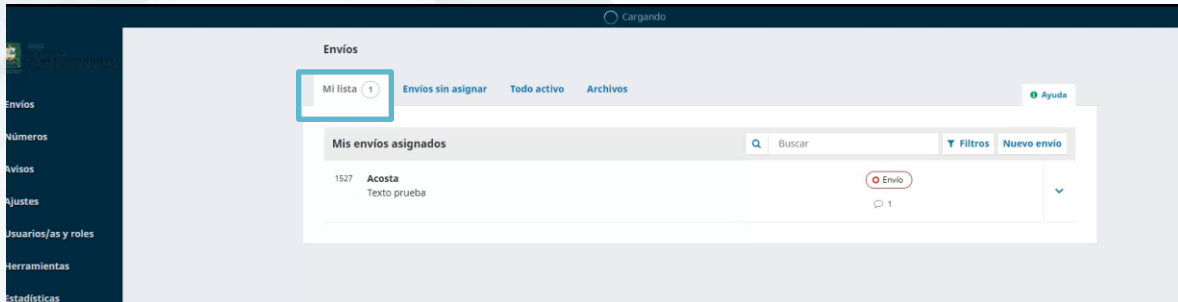 Cargando
Envíos
Números
Avisos
Ajustes
Usuarios/as y roles
Herramientas
Estadísticas
Envíos
Mi lista 1 Envíos sin asignar Todo activo Archivos
Ayuda
Mis envíos asignados Buscar Filtros Nuevo envío
1527 Acosta Envío
Texto prueba
1